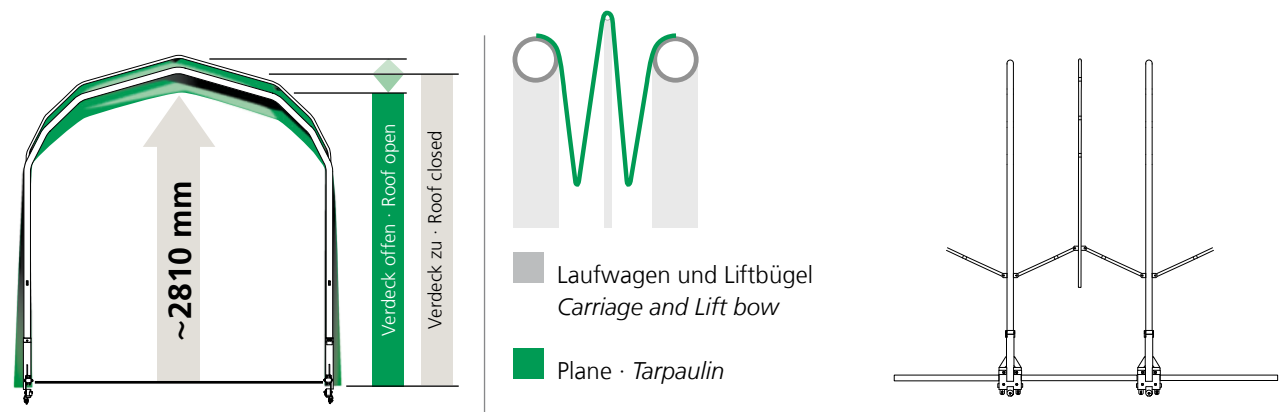 ~2810 mm
Verdeck offen · Roof open
Verdeck zu · Roof closed
Laufwagen und Liftbügel
Carriage and Lift bow
Plane · Tarpaulin